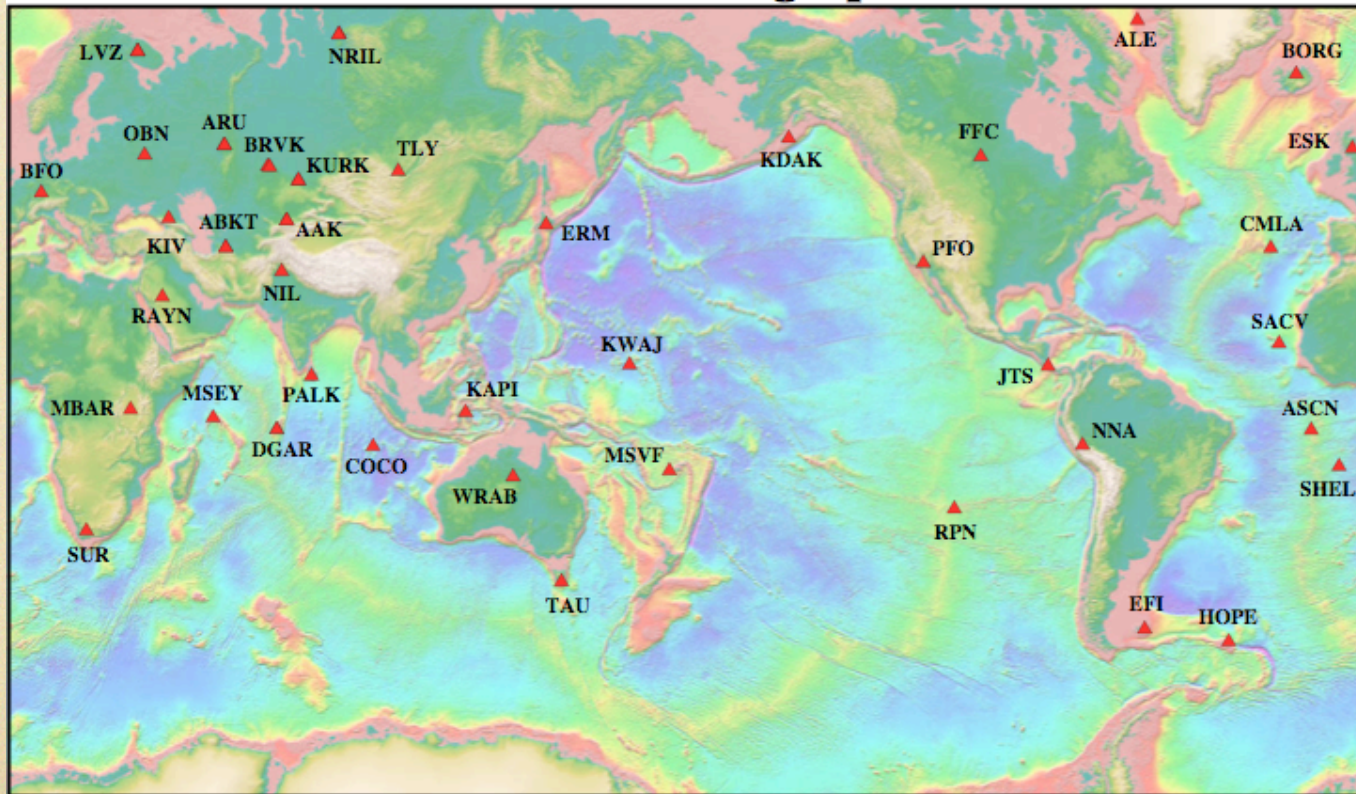 LVZ
NRIL
ALE
BORG
OBN
ARU
BRVK
KURK
TLY
KDAK
FFC
ESK
BFO
KIV
ABKT
AAK
ERM
PFO
CMLA
NIL
RAYN
SACV
KWAJ
JTS
MBAR
MSEY
PALK
KAPI
ASCN
DGAR
COCO
WRAB
MSVF
NNA
SHEL
RPN
SUR
TAU
EFI
HOPE